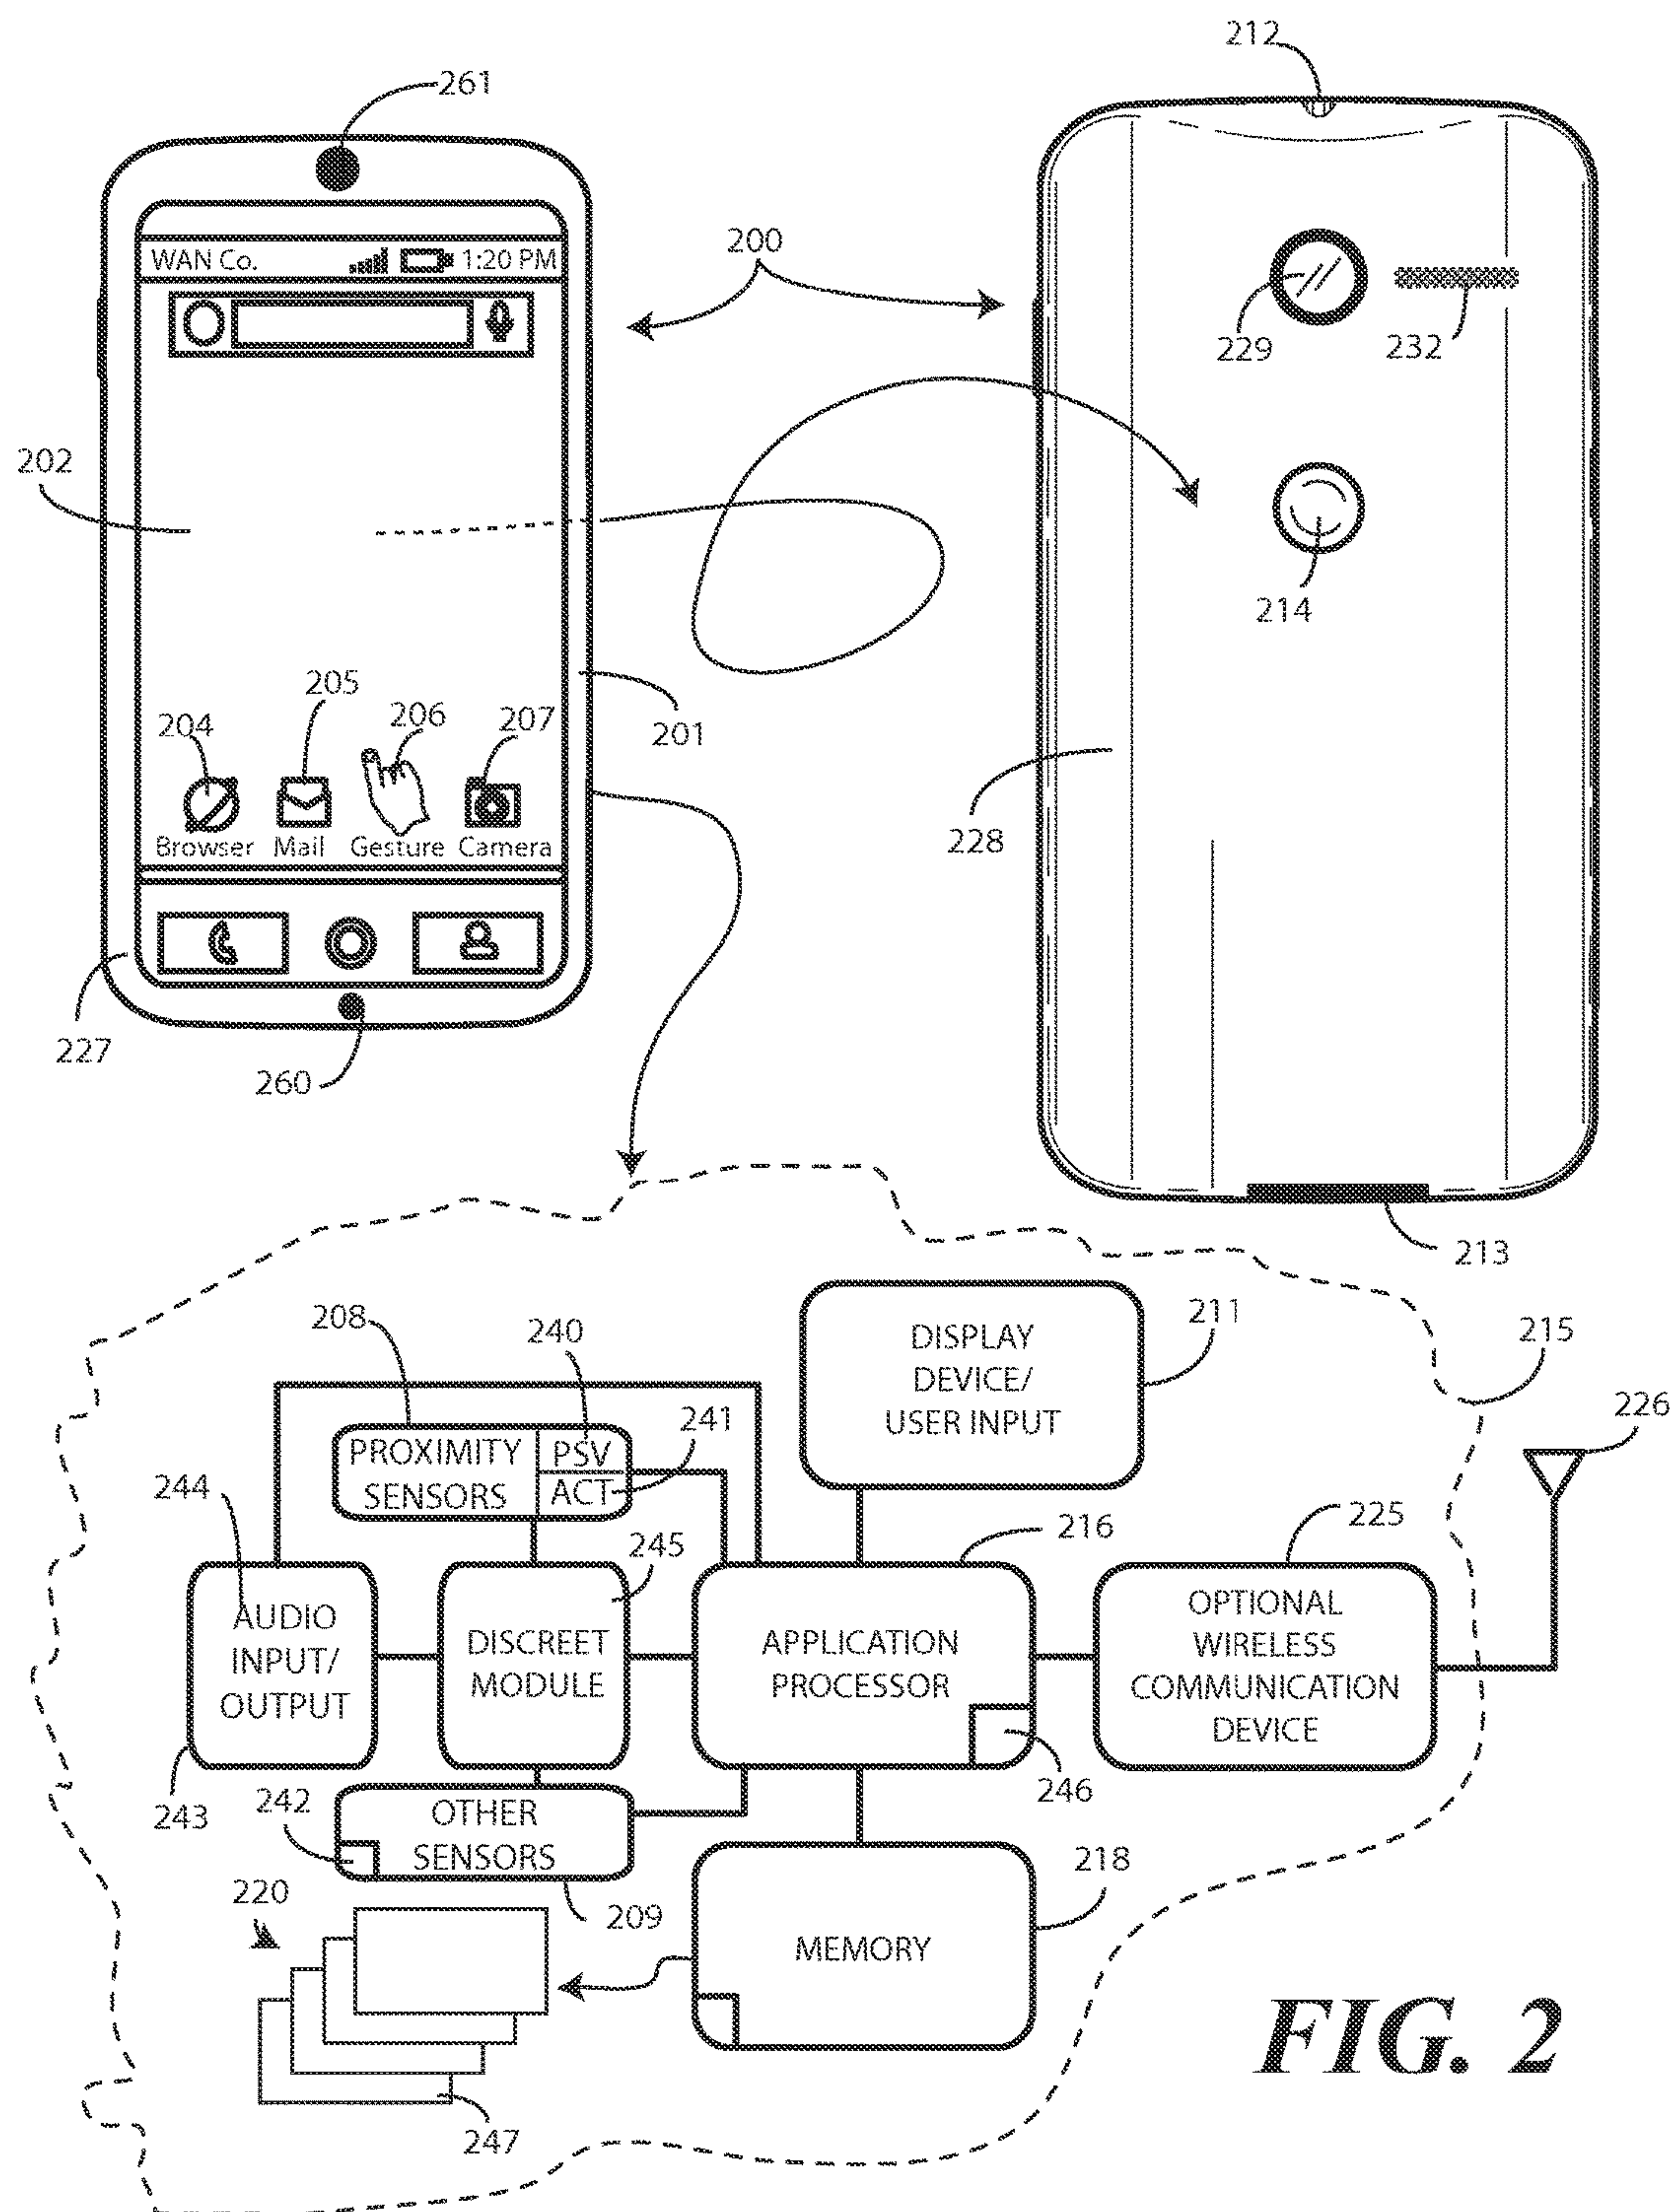 212
261
200
WAN Co.
1:20 PM
229
232
202
214
205
204
206
207
201
Browser
Mail
Gesture
Camera
228
227
260
213
208
240
241
211
215
226
DISPLAY
DEVICE/
USER INPUT
PROXIMITY
SENSORS
PSV
ACT
244
245
216
225
AUDIO
INPUT/
OUTPUT
DISCREET
MODULE
APPLICATION
PROCESSOR
OPTIONAL
WIRELESS
COMMUNICATION
DEVICE
243
242
246
OTHER
SENSORS
218
220
209
MEMORY
247
FIG. 2